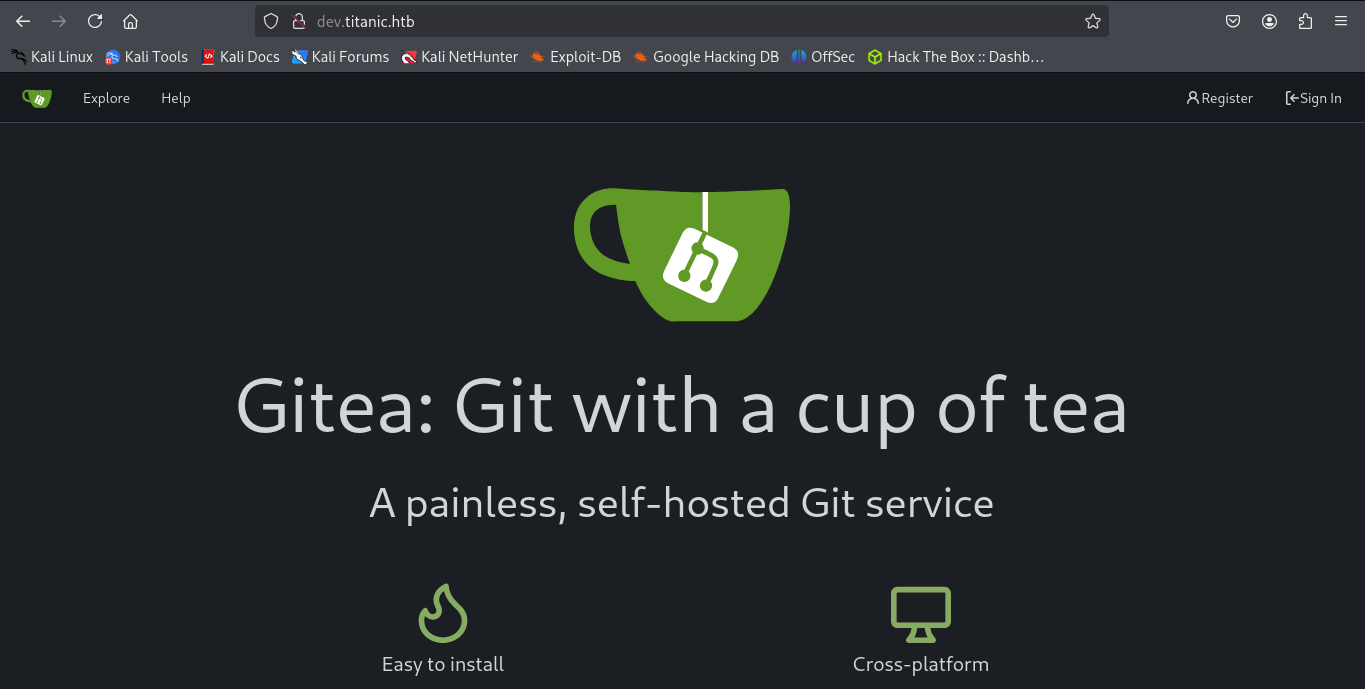 dev.titanic.htb
Kali Linux Kali Tools Kali Docs Kali Forums Kali NetHunter Exploit-DB Google Hacking DB OffSec Hack The Box :: Dashb…
Explore Help Register Sign In
Gitea: Git with a cup of tea
A painless, self-hosted Git service
Easy to install Cross-platform